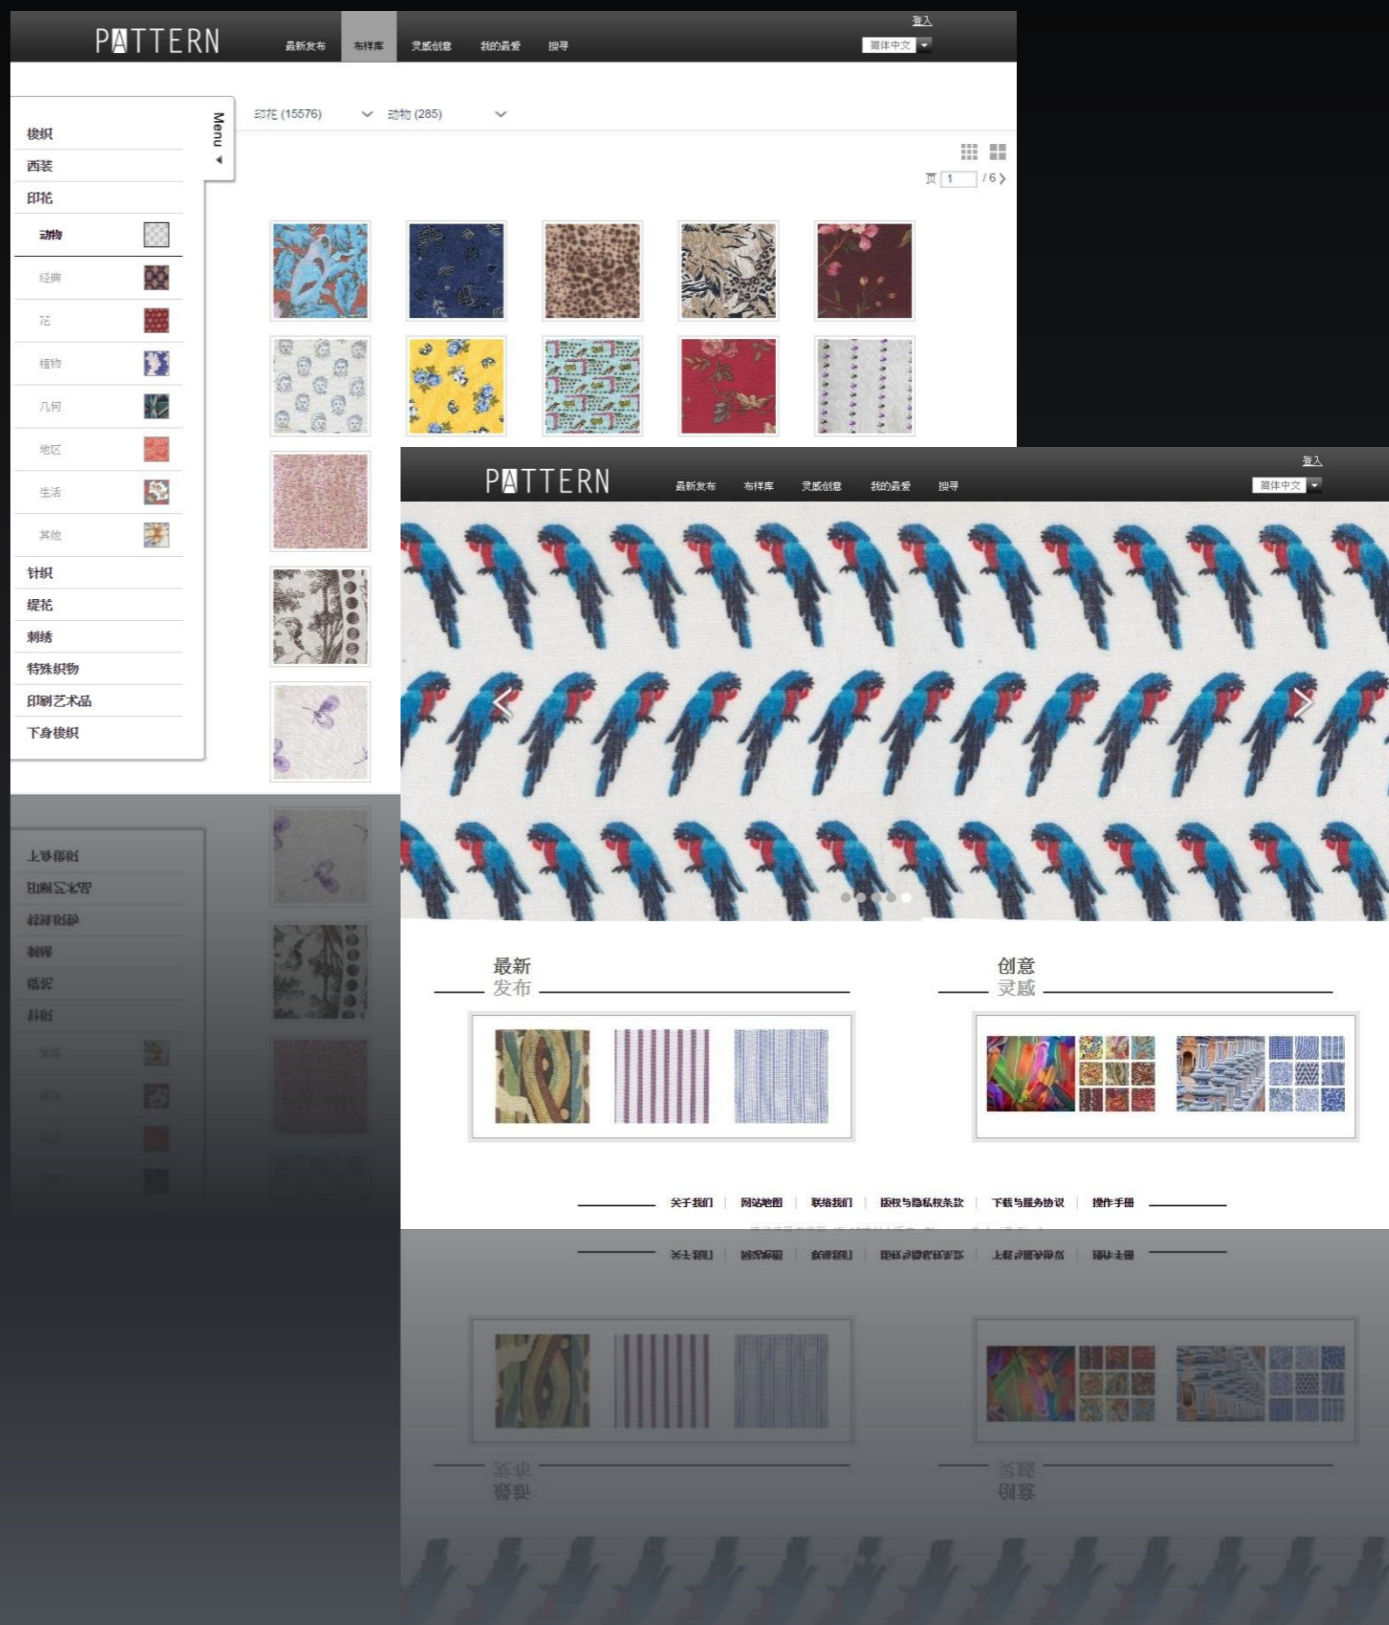 PATTERN
最新发布 布样库 灵感创意 我的最爱 搜寻
登入
简体中文
Menu
印花 (15576) 动物 (285)
页 1 / 6
梭织
西装
印花
动物
经典
花
植物
几何
地区
生活
其他
针织
缇花
刺绣
特殊织物
印刷艺术品
下身梭织
PATTERN
最新发布 布样库 灵感创意 我的最爱 搜寻
登入
简体中文
最新
发布
创意
灵感
关于我们 | 网站地图 | 联络我们 | 版权与隐私权条款 | 下载与服务协议 | 操作手册